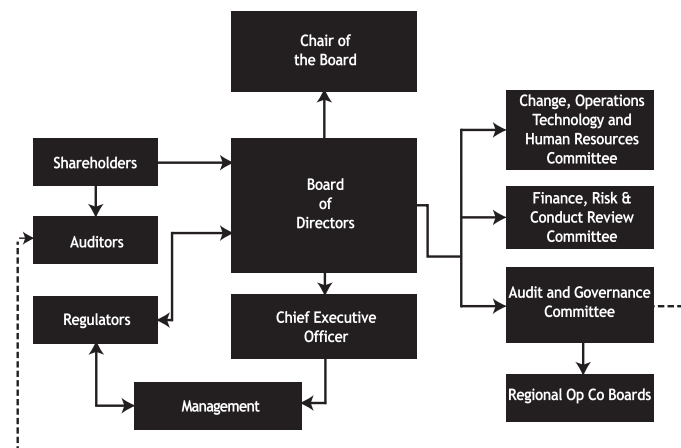 Chair of
the Board
Change, Operations
Technology and
Human Resources
Committee
Shareholders
Board
of
Directors
Finance, Risk &
Conduct Review
Committee
Auditors
Audit and Governance
Committee
Regulators
Chief Executive
Officer
Regional Op Co Boards
Management